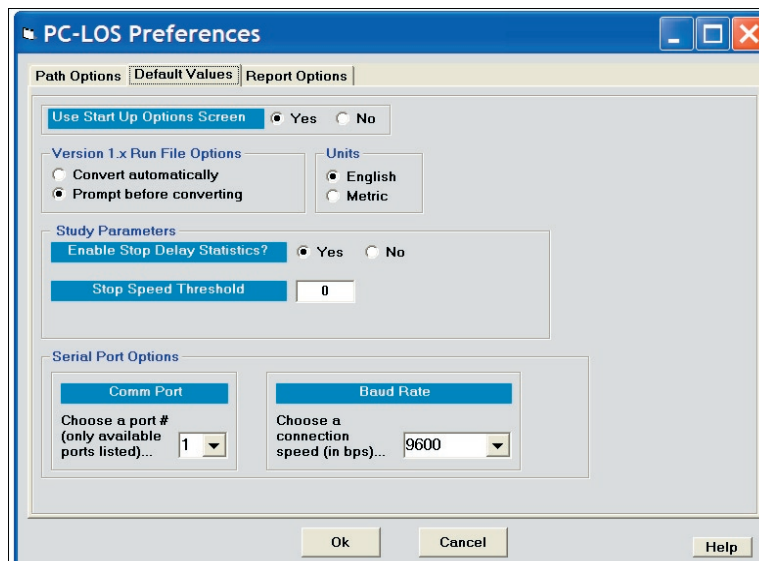 PC-LOS Preferences
Path Options Default Values Report Options
Use Start Up Options Screen Yes No
Version 1.x Run File Options Units
Convert automatically English
Prompt before converting Metric
Study Parameters
Enable Stop Delay Statistics? Yes No
Stop Speed Threshold 0
Serial Port Options
Comm Port Baud Rate
Choose a port # Choose a
(only available connection
ports listed)... 1 speed (in bps)... 9600
Ok Cancel Help